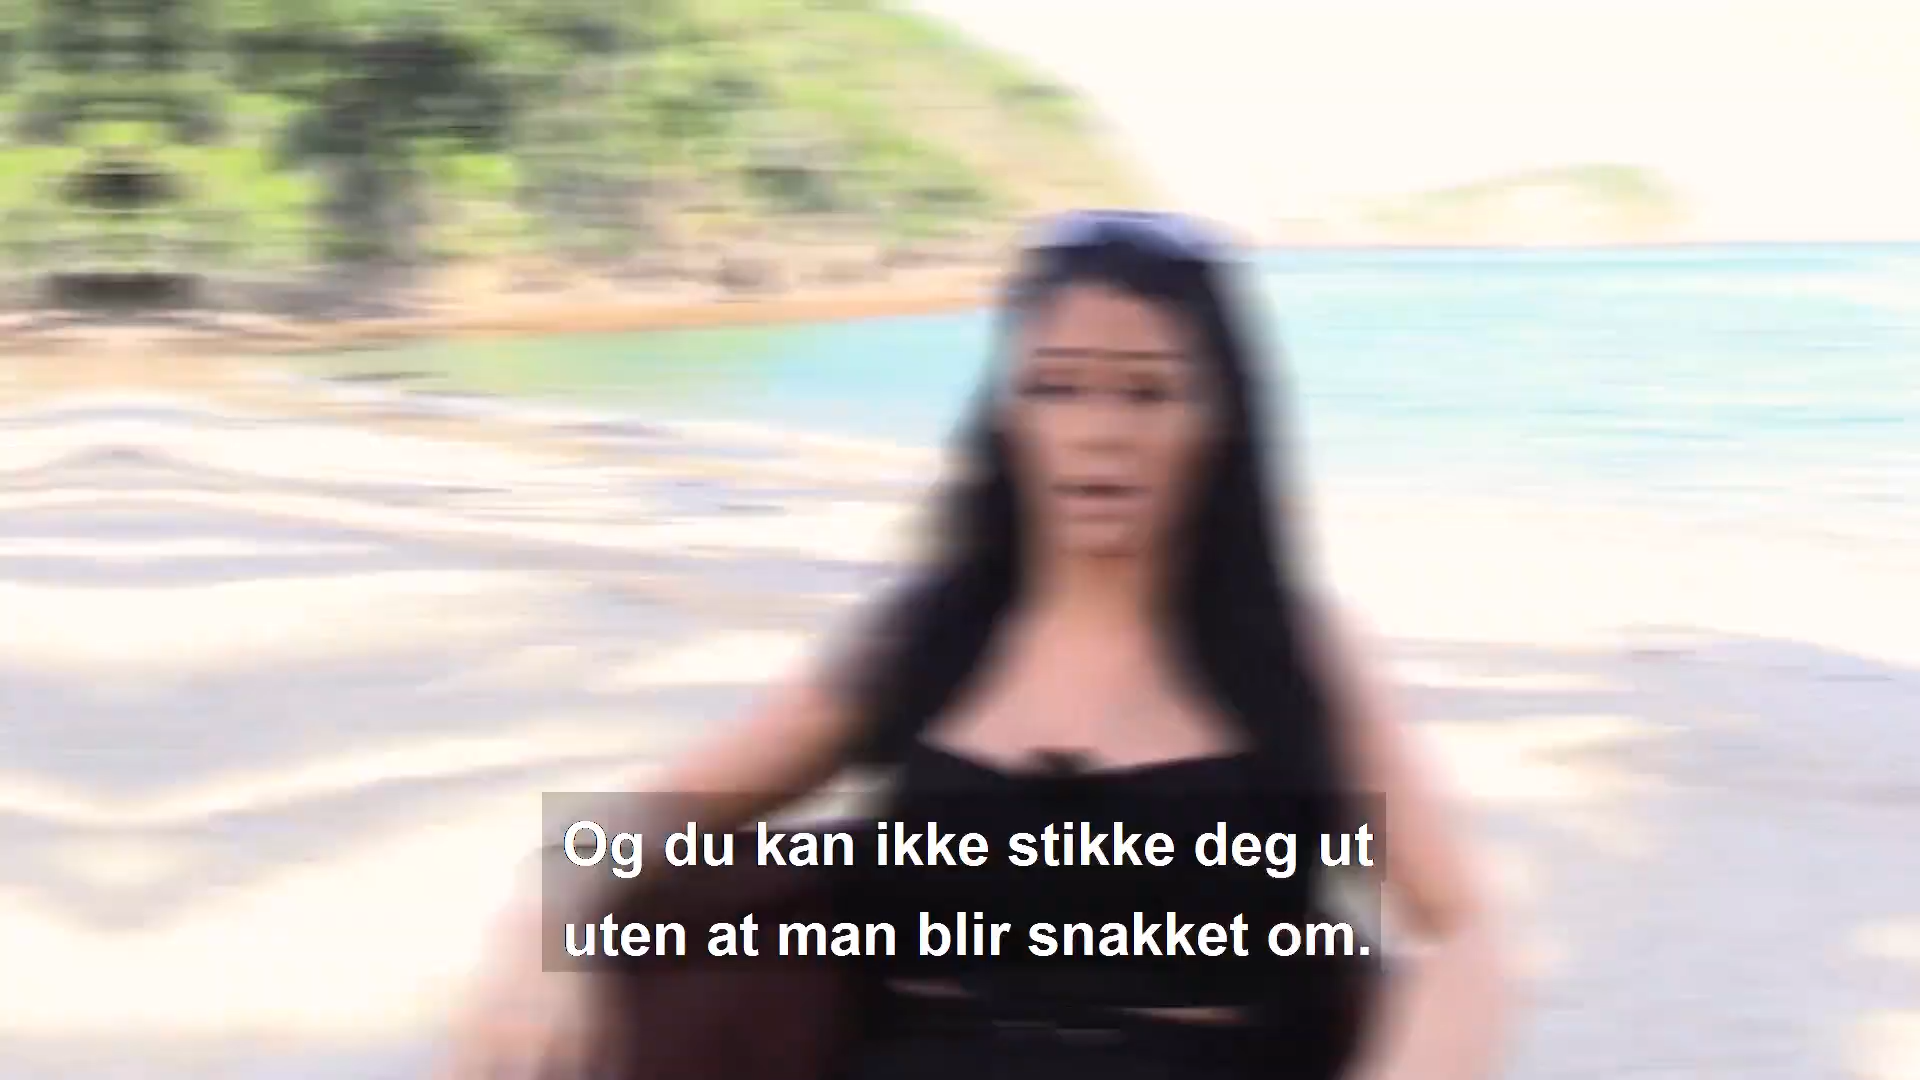 Og du kan ikke stikke deg ut
uten at man blir snakket om.